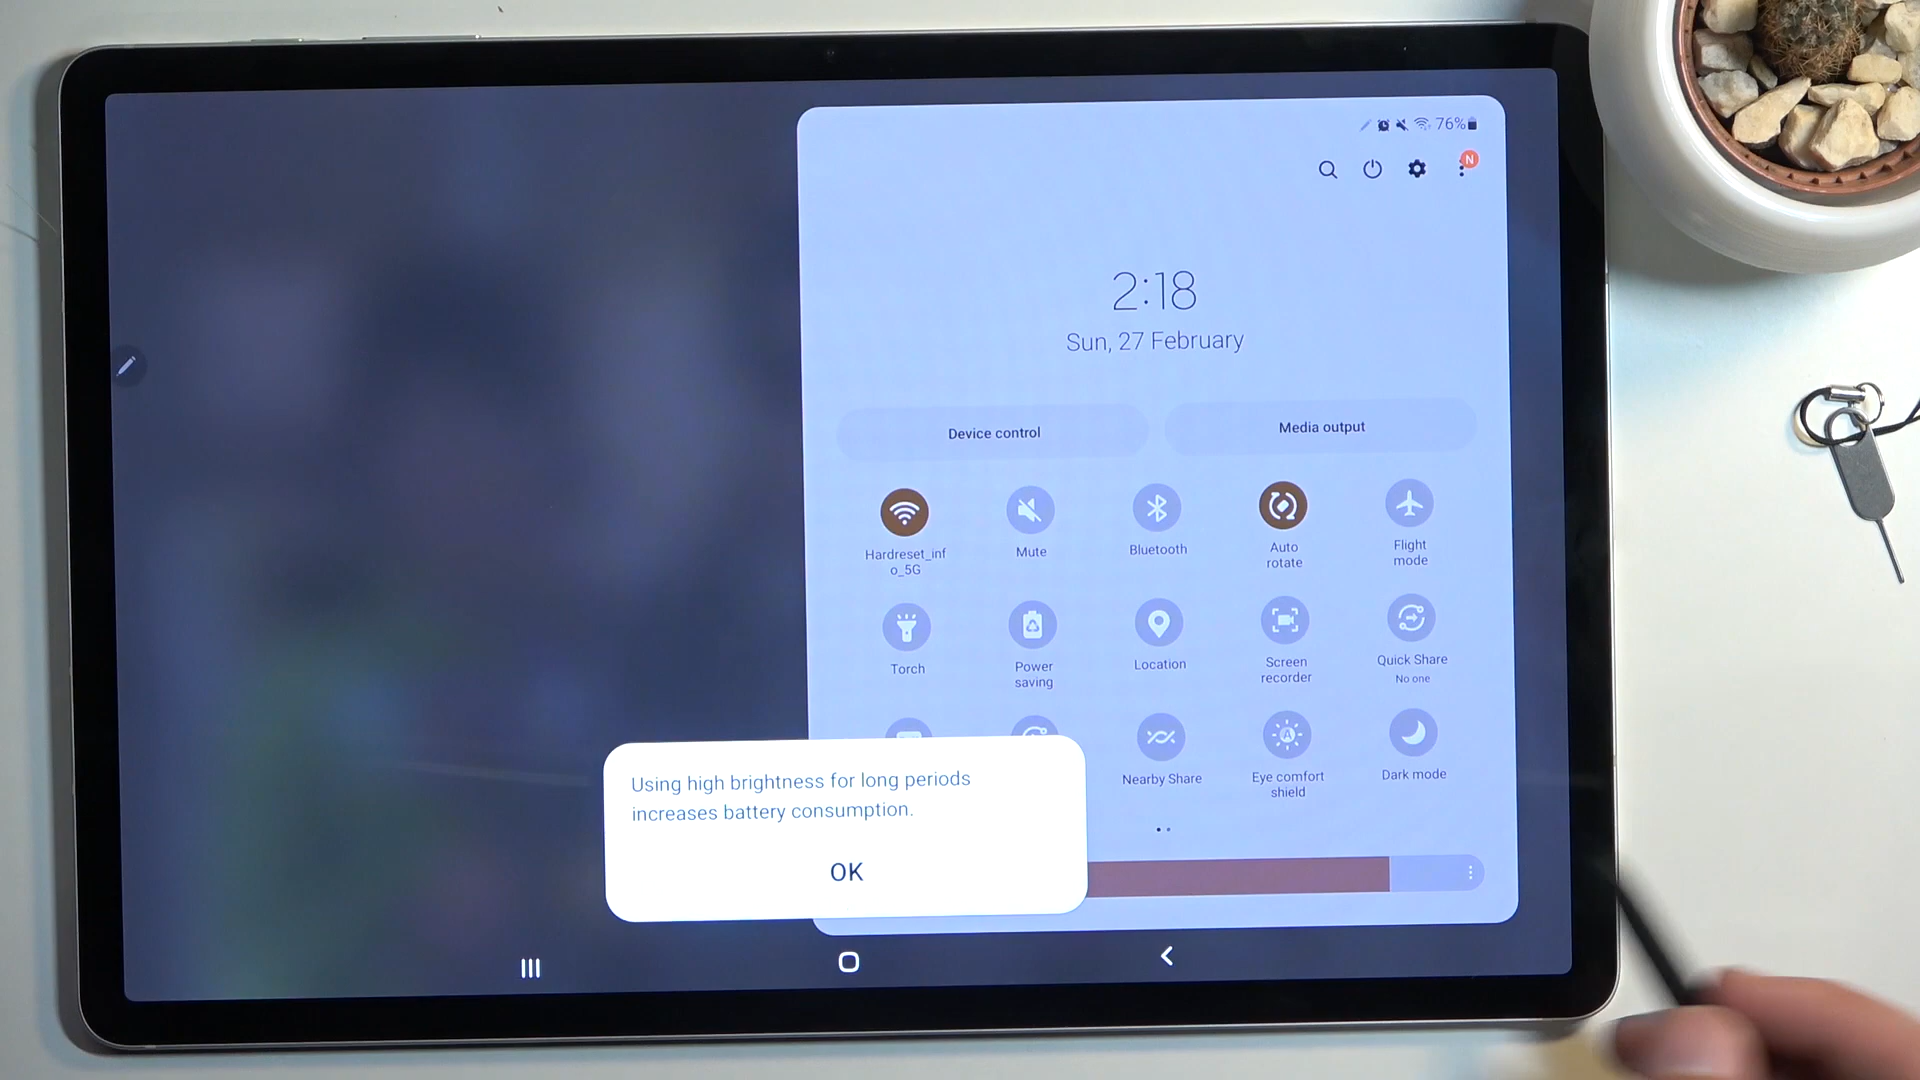 76%
N
2:18
Sun, 27 February
Device control
Media output
Hardreset_inf
o_5G
Mute
Bluetooth
Auto
rotate
Flight
mode
Torch
Power
saving
Location
Screen
recorder
Quick Share
No one
Nearby Share
Eye comfort
shield
Dark mode
Using high brightness for long periods
increases battery consumption.
OK